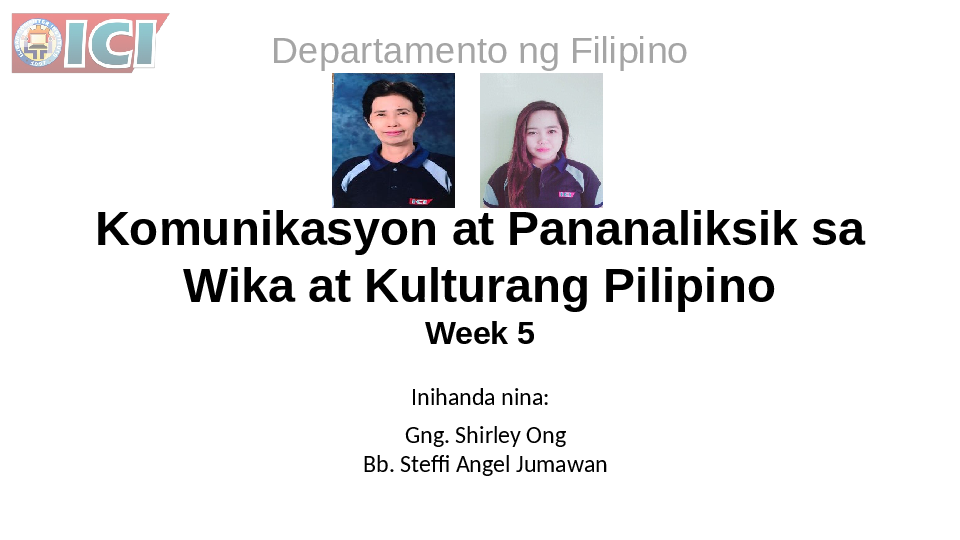 ICI
Departamento ng Filipino
Komunikasyon at Pananaliksik sa
Wika at Kulturang Pilipino
Week 5
Inihanda nina:
Gng. Shirley Ong
Bb. Steffi Angel Jumawan